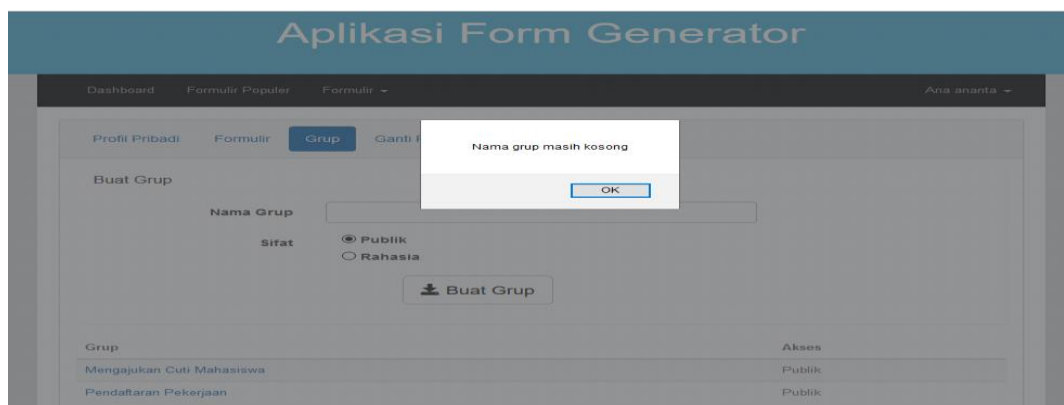 Aplikasi Form Generator
Dashboard Formulir Populer Formulir Ana ananta
Profil Pribadi Formulir Grup Ganti
Nama grup masih kosong
OK
Buat Grup
Nama Grup
Sifat Publik
Rahasia
Buat Grup
Grup Akses
Mengajukan Cuti Mahasiswa Publik
Pendaftaran Pekerjaan Publik